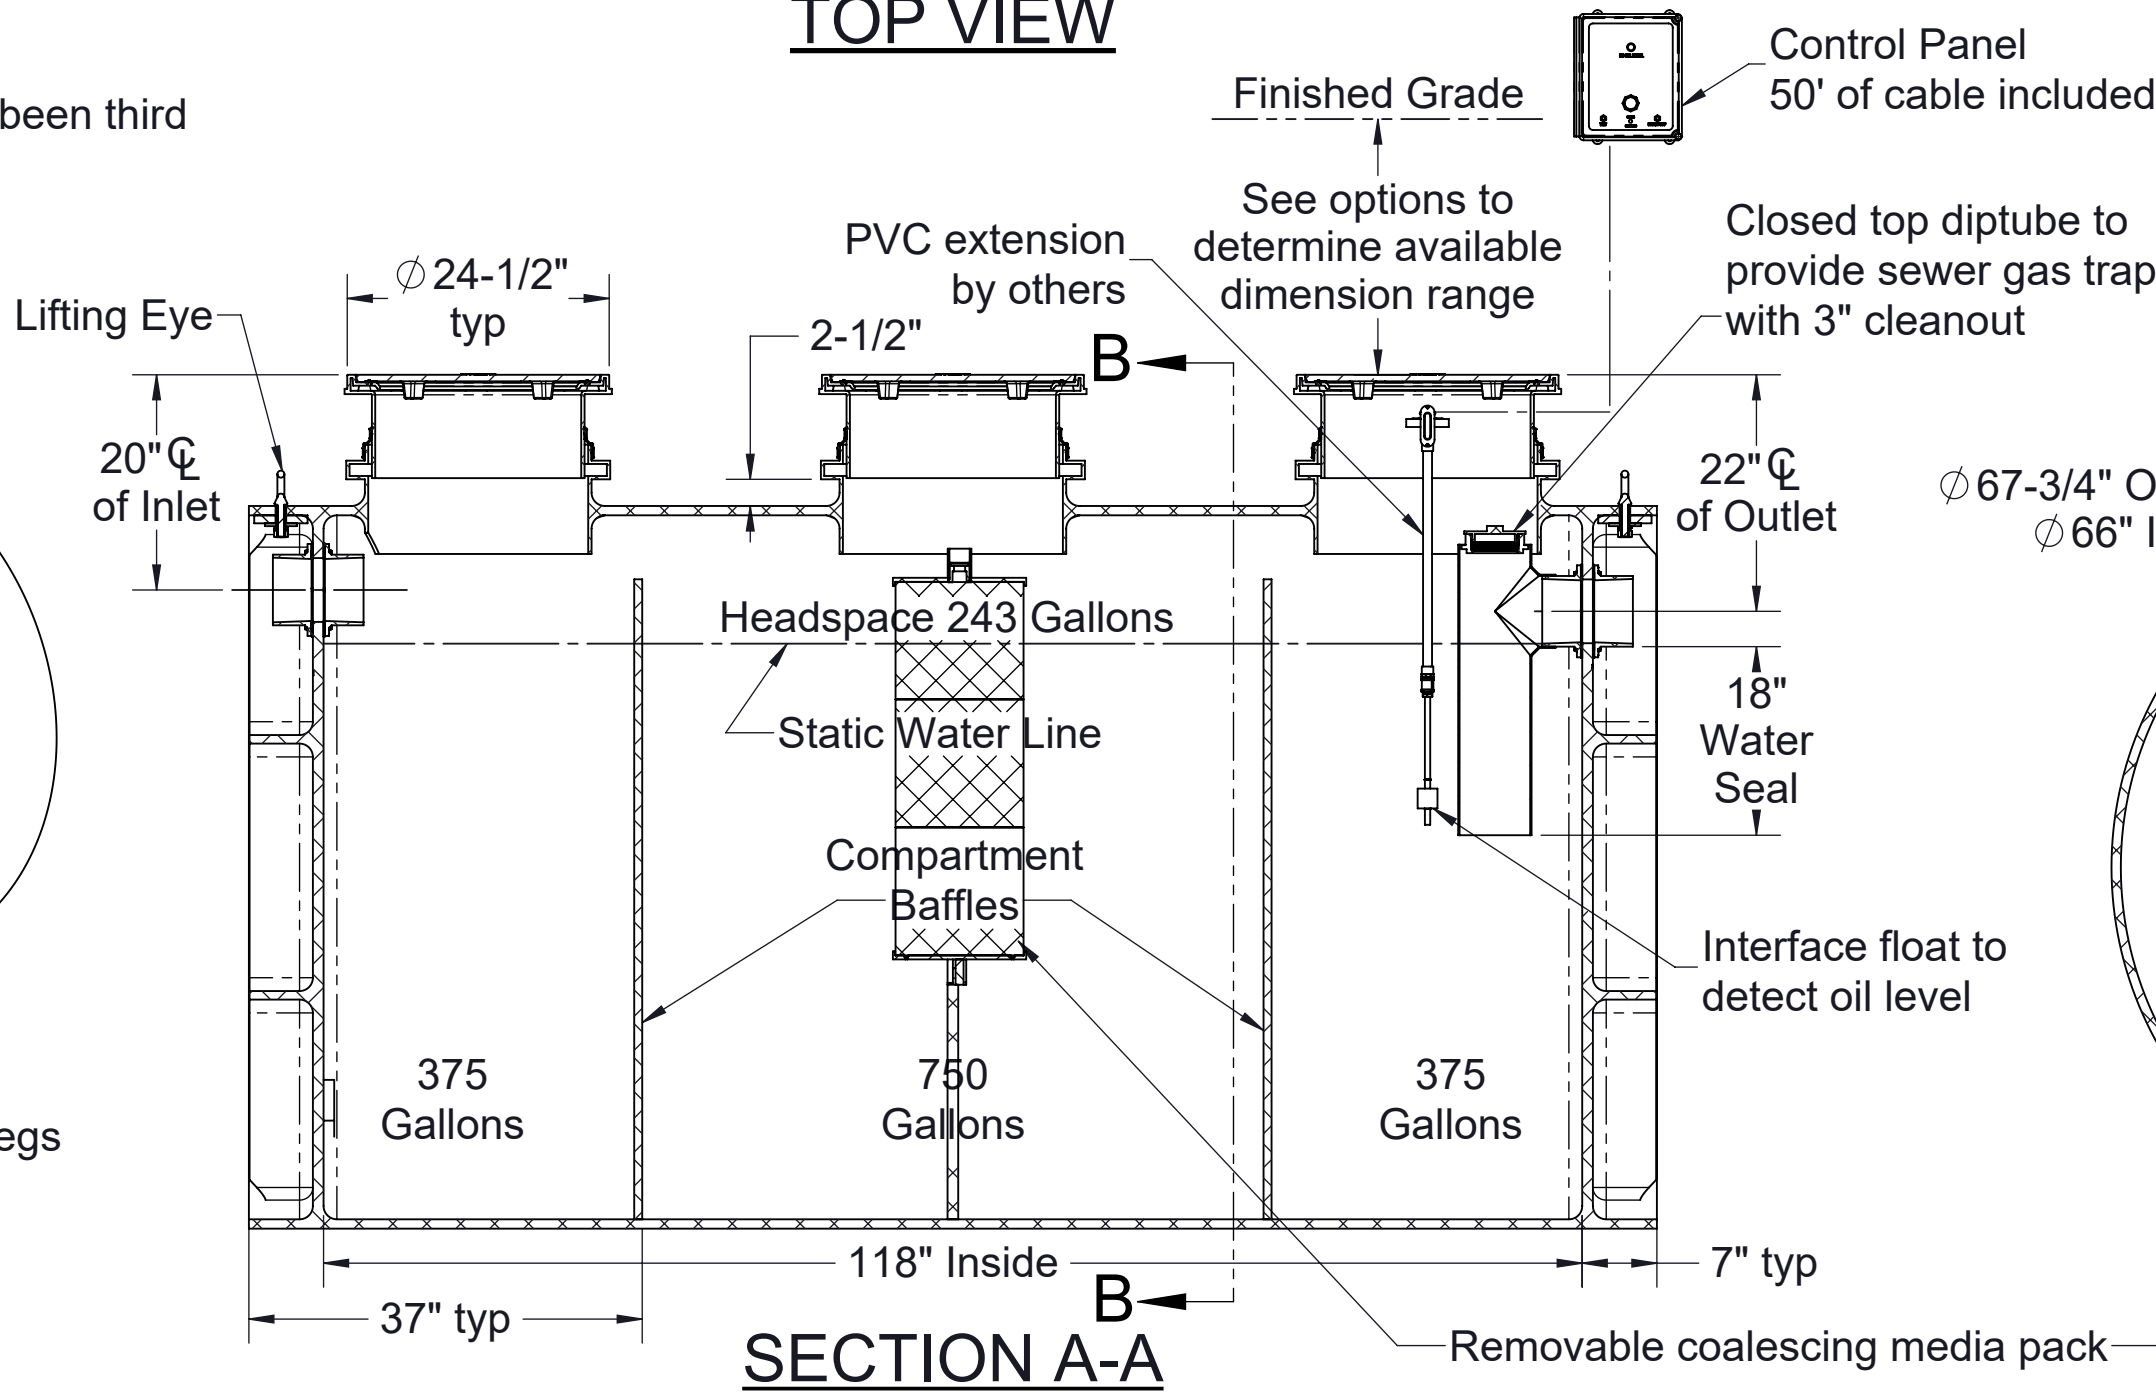 TOP VIEW
been third
Control Panel
50' of cable included
Finished Grade
See options to
determine available
dimension range
PVC extension
by others
Closed top diptube to
provide sewer gas trap
with 3" cleanout
∅ 24-1/2"
typ
Lifting Eye
2-1/2"
B
20" ℄
of Inlet
22" ℄
of Outlet
∅ 67-3/4" O
∅ 66" I
Headspace 243 Gallons
Static Water Line
18"
Water
Seal
Compartment
Baffles
Interface float to
detect oil level
375
Gallons
750
Gallons
375
Gallons
egs
118" Inside
7" typ
37" typ
B
SECTION A-A
Removable coalescing media pack